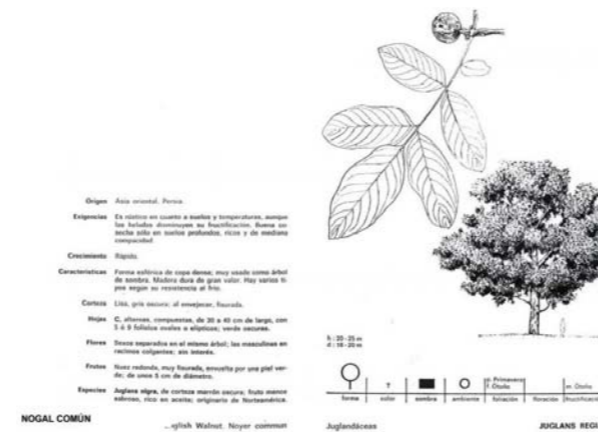 Origen Asia oriental, Persia.
Exigencias Es rústico en cuanto a suelos y temperaturas, aunque
las heladas disminuyen su fructificación. Buena co-
secha sólo en suelos profundos, ricos y de mediana
compacidad.
Crecimiento Rápido.
Características Forma esférica de copa densa; muy usado como árbol
de sombra. Madera dura de gran valor. Hay varios ti-
pos según su resistencia al frío.
Corteza Lisa, gris oscura; al envejecer, fisurada.
Hojas C, alternas, compuestas, de 20 a 40 cm de largo, con
5 ó 9 folíolos ovales o elípticos; verde oscuras.
Flores Sexos separados en el mismo árbol; las masculinas en
racimos colgantes; sin interés.
Frutos Nuez redonda, muy fisurada, envuelta por una piel ver-
de; de unos 5 cm de diámetro.
Especies Juglans nigra, de corteza marrón oscura; fruto menos
sabroso, rico en aceite; originario de Norteamérica.
NOGAL COMÚN
...glish Walnut. Noyer commun
h: 20-25 m
d: 18-20 m
?
c. Primavera
f. Otoño
m. Otoño
forma color sombra ambiente foliación floración fructificaci
Juglandáceas
JUGLANS REGI